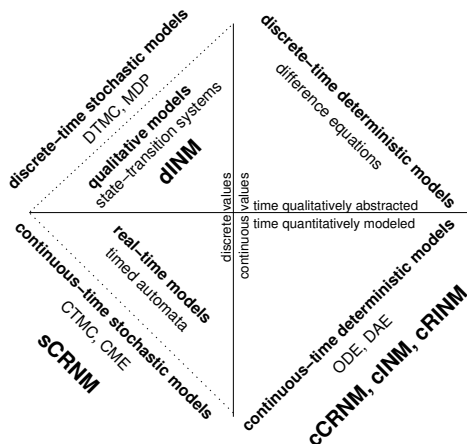 discrete–time stochastic models
DTMC, MDP
qualitative models
state–transition systems
dINM
discrete–time deterministic models
difference equations
discrete values
continuous values
time qualitatively abstracted
time quantitatively modeled
real–time models
timed automata
continuous–time stochastic models
CTMC, CME
sCRNM
continuous–time deterministic models
ODE, DAE
cCRNM, cINM, cRINM